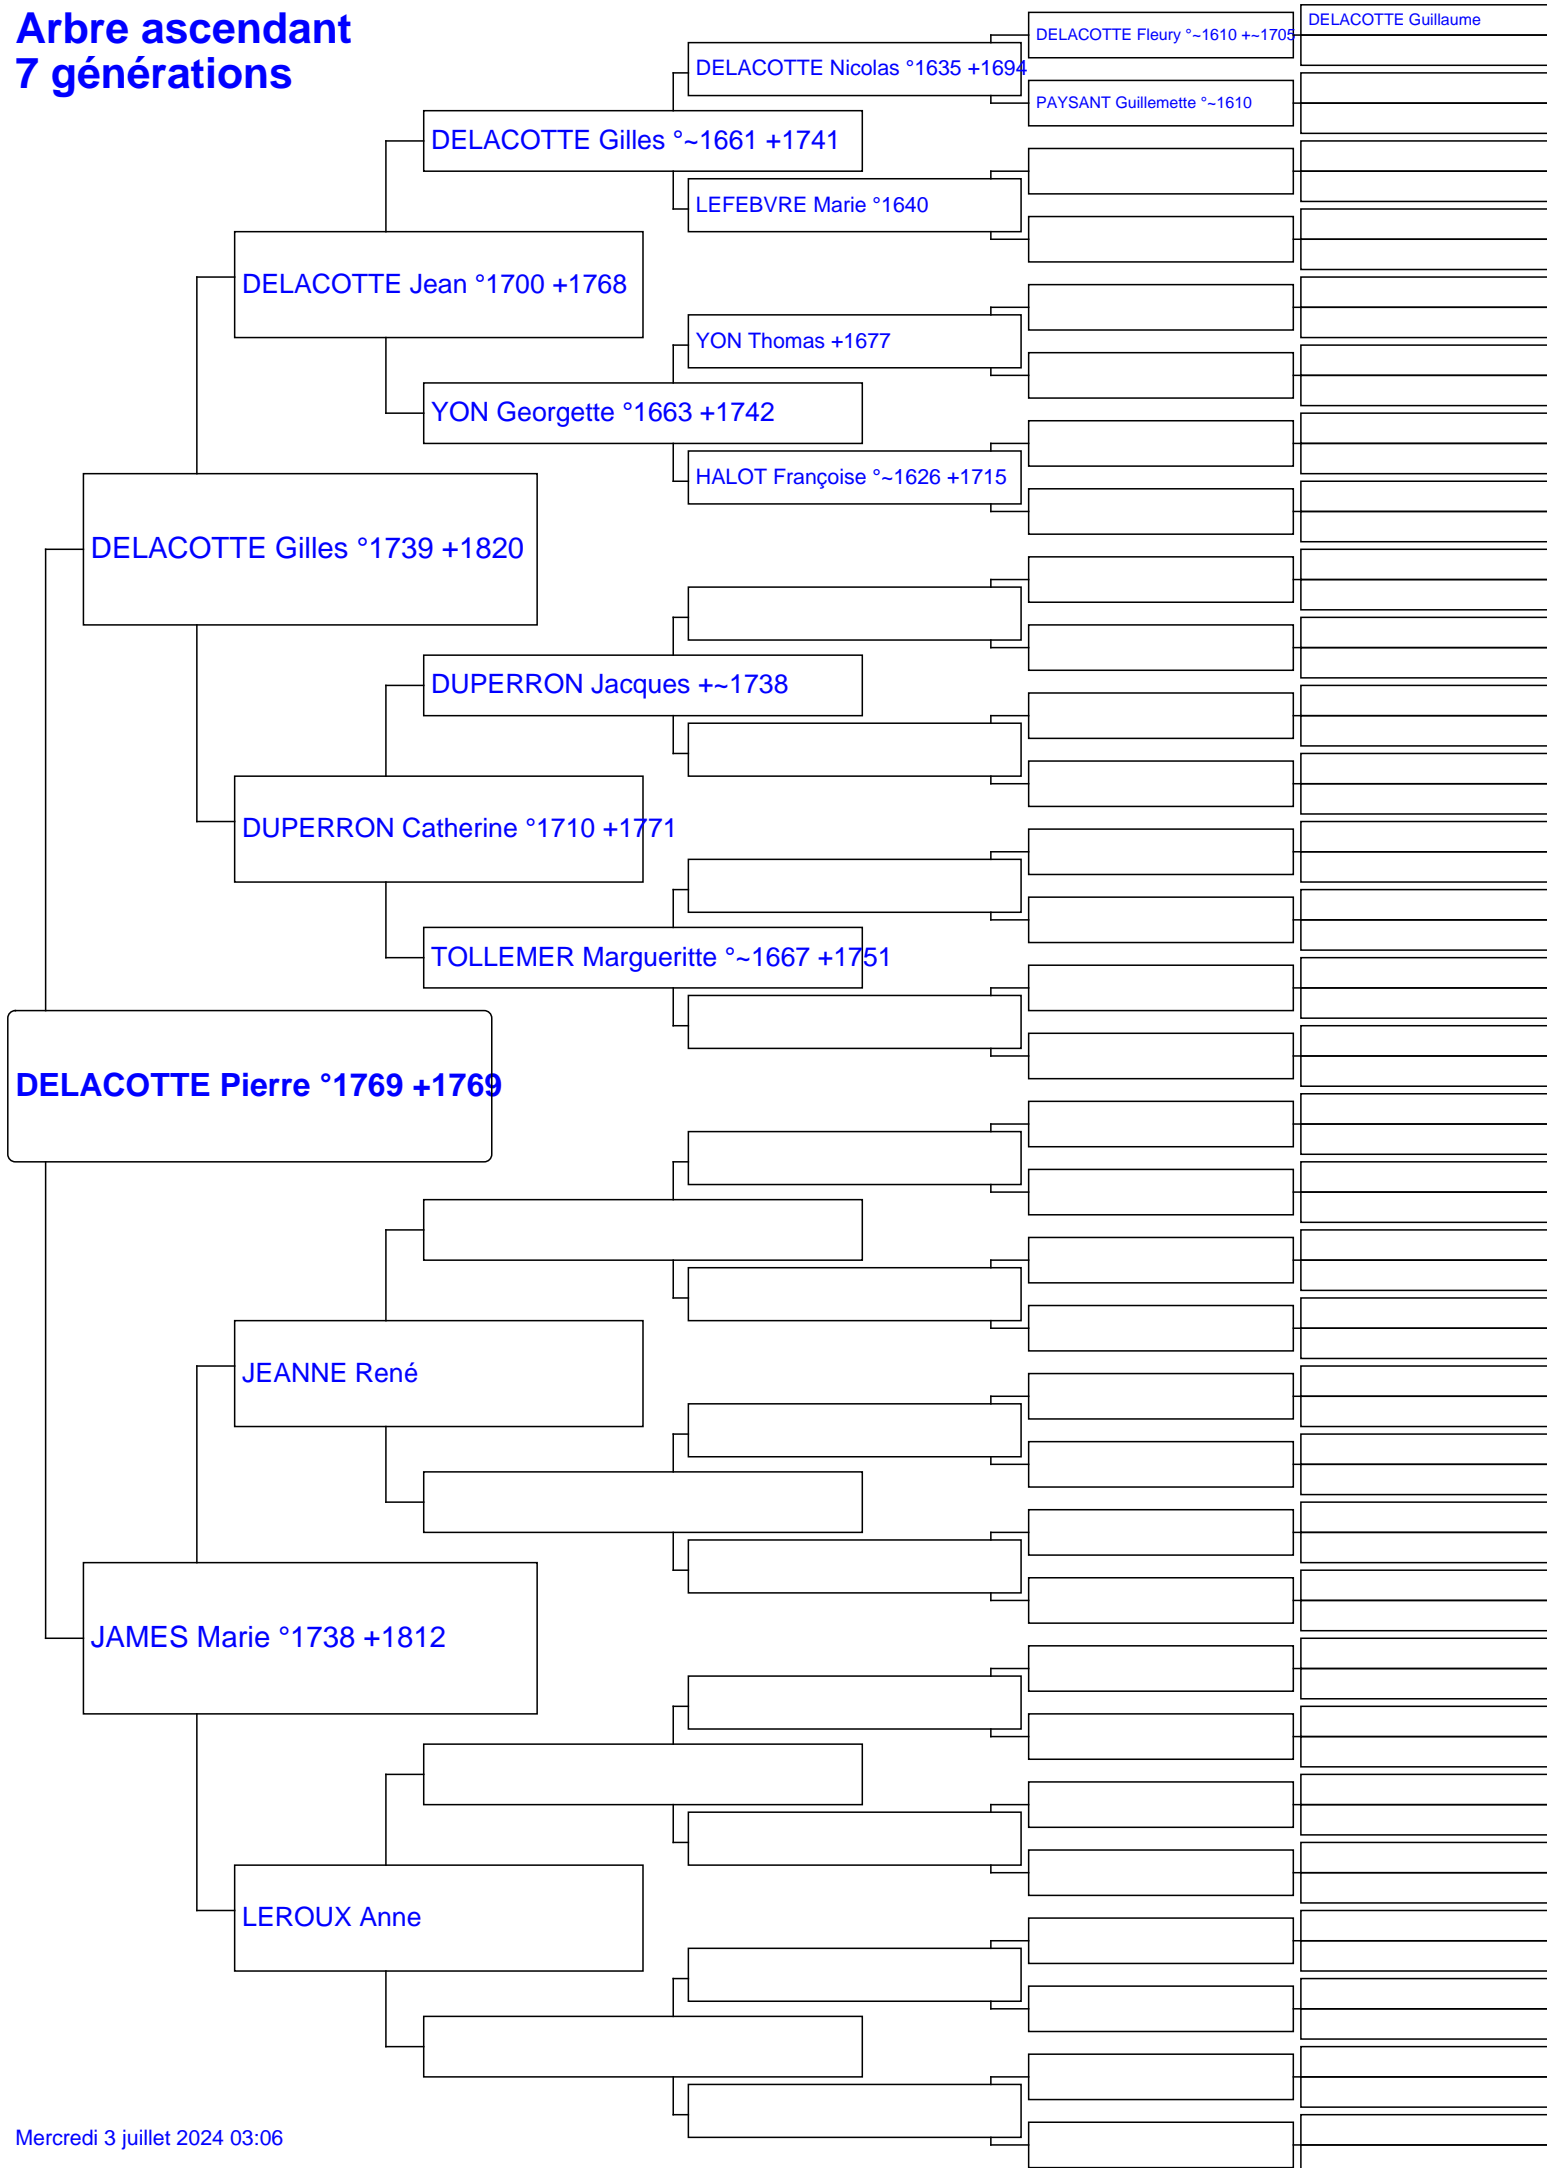 Arbre ascendant
7 générations
DELACOTTE Guillaume
DELACOTTE Fleury °~1610 +~1705
DELACOTTE Nicolas °1635 +1694
PAYSANT Guillemette °~1610
DELACOTTE Gilles °~1661 +1741
LEFEBVRE Marie °1640
DELACOTTE Jean °1700 +1768
YON Thomas +1677
YON Georgette °1663 +1742
HALOT Françoise °~1626 +1715
DELACOTTE Gilles °1739 +1820
DUPERRON Jacques +~1738
DUPERRON Catherine °1710 +1771
TOLLEMER Margueritte °~1667 +1751
DELACOTTE Pierre °1769 +1769
JEANNE René
JAMES Marie °1738 +1812
LEROUX Anne
Mercredi 3 juillet 2024 03:06